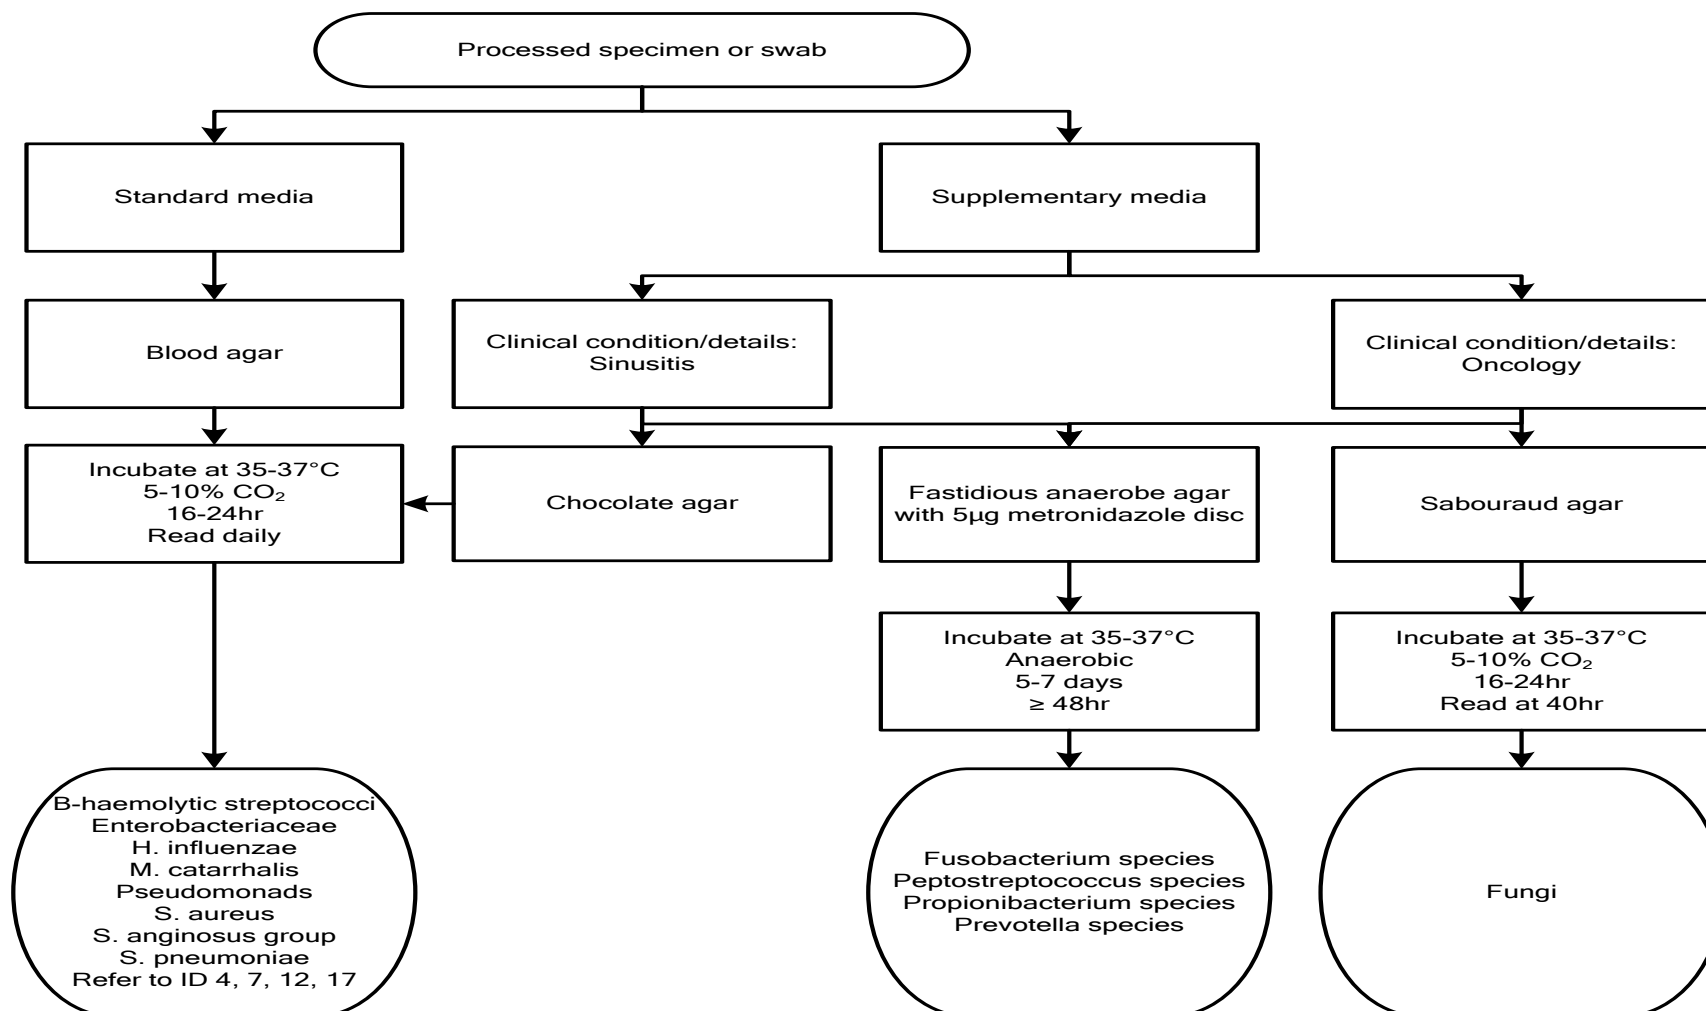 Processed specimen or swab
Standard media
Supplementary media
Blood agar
Clinical condition/details:
Sinusitis
Clinical condition/details:
Oncology
Incubate at 35-37°C
5-10% CO₂
16-24hr
Read daily
Chocolate agar
Fastidious anaerobe agar
with 5µg metronidazole disc
Sabouraud agar
Incubate at 35-37°C
Anaerobic
5-7 days
≥ 48hr
Incubate at 35-37°C
5-10% CO₂
16-24hr
Read at 40hr
B-haemolytic streptococci
Enterobacteriaceae
H. influenzae
M. catarrhalis
Pseudomonads
S. aureus
S. anginosus group
S. pneumoniae
Refer to ID 4, 7, 12, 17
Fusobacterium species
Peptostreptococcus species
Propionibacterium species
Prevotella species
Fungi